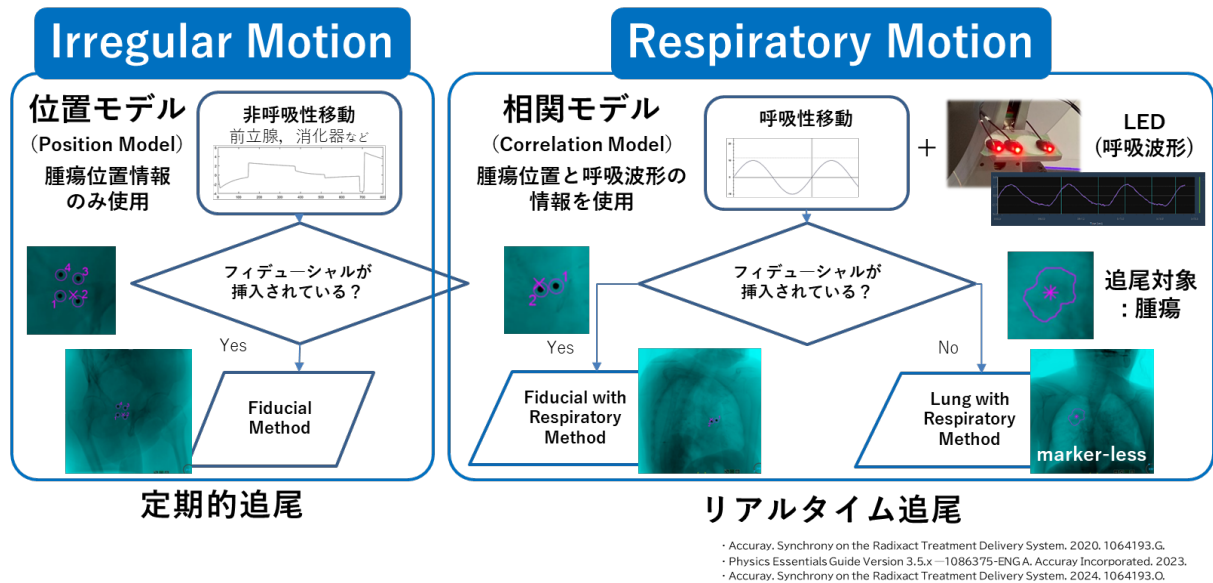 Irregular Motion
位置モデル
(Position Model)
腫瘍位置情報
のみ使用
非呼吸性移動
前立腺，消化器など
4
3
1
2
フィデューシャルが
挿入されている？
Yes
Fiducial
Method
定期的追尾
Respiratory Motion
相関モデル
(Correlation Model)
腫瘍位置と呼吸波形の
情報を使用
呼吸性移動
+
LED
(呼吸波形)
1
2
フィデューシャルが
挿入されている？
追尾対象
：腫瘍
Yes
No
Fiducial with
Respiratory
Method
Lung with
Respiratory
Method
marker-less
リアルタイム追尾
・Accuray. Synchrony on the Radixact Treatment Delivery System. 2020. 1064193.G.
・Physics Essentials Guide Version 3.5.x—1086375-ENG A. Accuray Incorporated. 2023.
・Accuray. Synchrony on the Radixact Treatment Delivery System. 2024. 1064193.O.